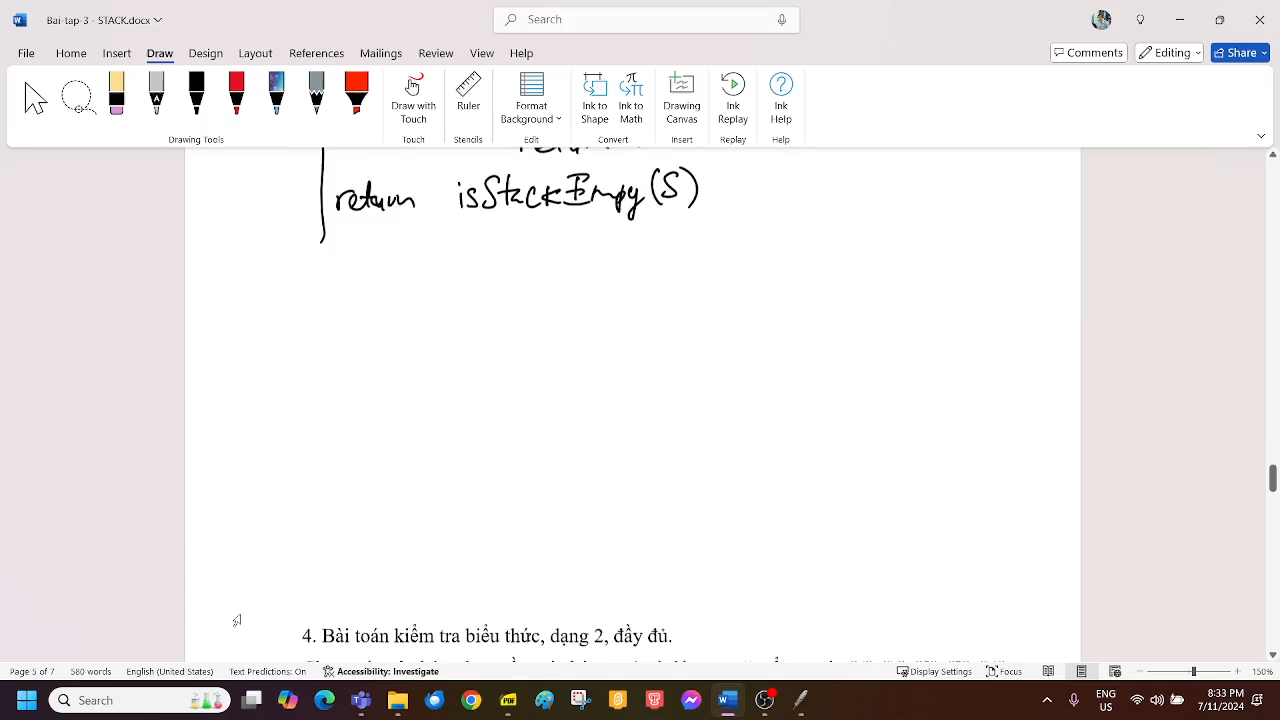 Bai-tap-3 - STACK.docx
Search
File Home Insert Draw Design Layout References Mailings Review View Help
Comments Editing Share
Draw with Touch
Ruler
Format Background
Ink to Shape
Ink to Math
Drawing Canvas
Ink Replay
Ink Help
Drawing Tools Touch Stencils Edit Convert Insert Replay Help
return isStackEmpy(S)
4. Bài toán kiểm tra biểu thức, dạng 2, đầy đủ.
Page 5 of 7 580 words English (United States) Text Predictions: On Accessibility: Investigate Display Settings Focus 150%
Search
ENG US 8:33 PM 7/11/2024